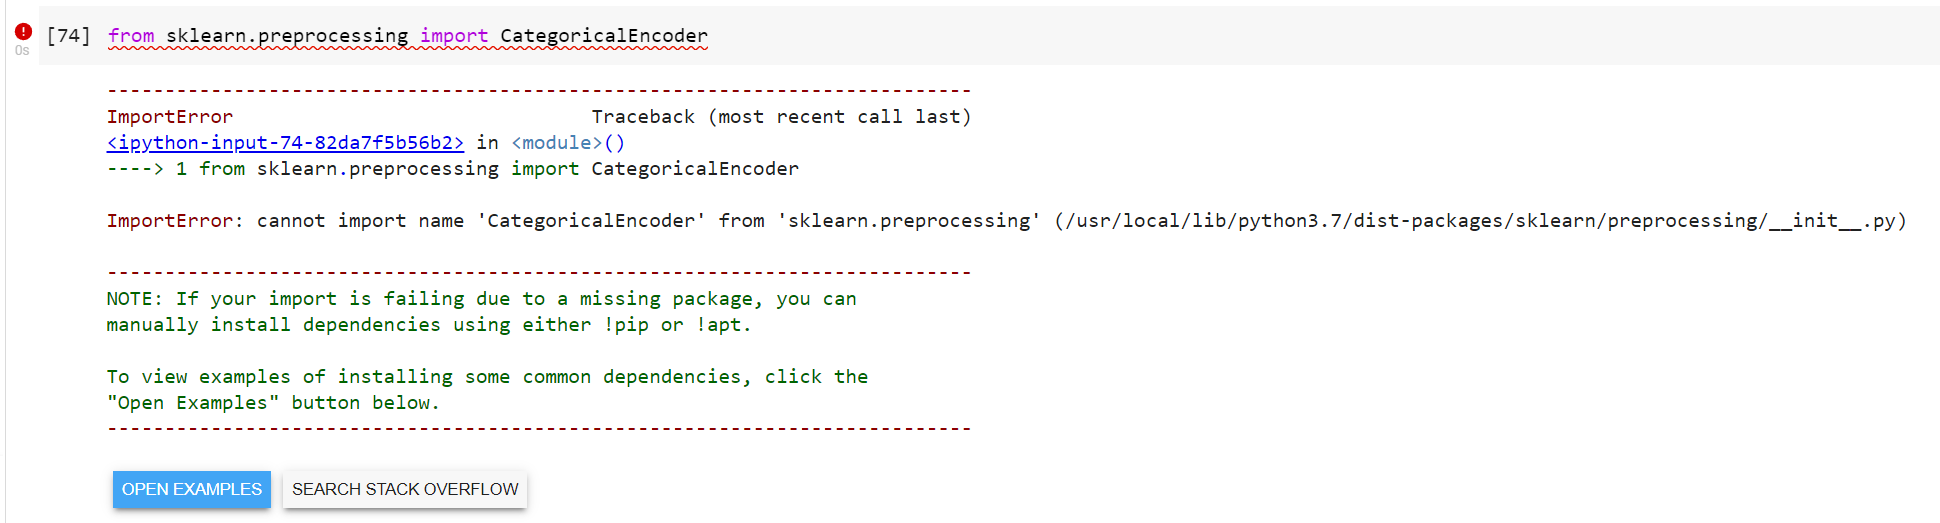 [74] from sklearn.preprocessing import CategoricalEncoder
0s
---------------------------------------------------------------------------
ImportError                               Traceback (most recent call last)
<ipython-input-74-82da7f5b56b2> in <module>()
----> 1 from sklearn.preprocessing import CategoricalEncoder
ImportError: cannot import name 'CategoricalEncoder' from 'sklearn.preprocessing' (/usr/local/lib/python3.7/dist-packages/sklearn/preprocessing/__init__.py)
---------------------------------------------------------------------------
NOTE: If your import is failing due to a missing package, you can
manually install dependencies using either !pip or !apt.
To view examples of installing some common dependencies, click the
"Open Examples" button below.
---------------------------------------------------------------------------
OPEN EXAMPLES SEARCH STACK OVERFLOW